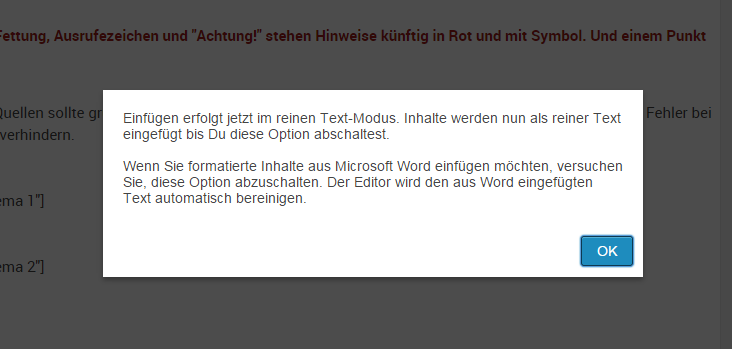 Fettung, Ausrufezeichen und "Achtung!" stehen Hinweise künftig in Rot und mit Symbol. Und einem Punkt
Quellen sollte Fehler bei
verhindern.
Einfügen erfolgt jetzt im reinen Text-Modus. Inhalte werden nun als reiner Text
eingefügt bis Du diese Option abschaltest.
Wenn Sie formatierte Inhalte aus Microsoft Word einfügen möchten, versuchen
Sie, diese Option abzuschalten. Der Editor wird den aus Word eingefügten
Text automatisch bereinigen.
ema 1"]
ema 2"]
OK